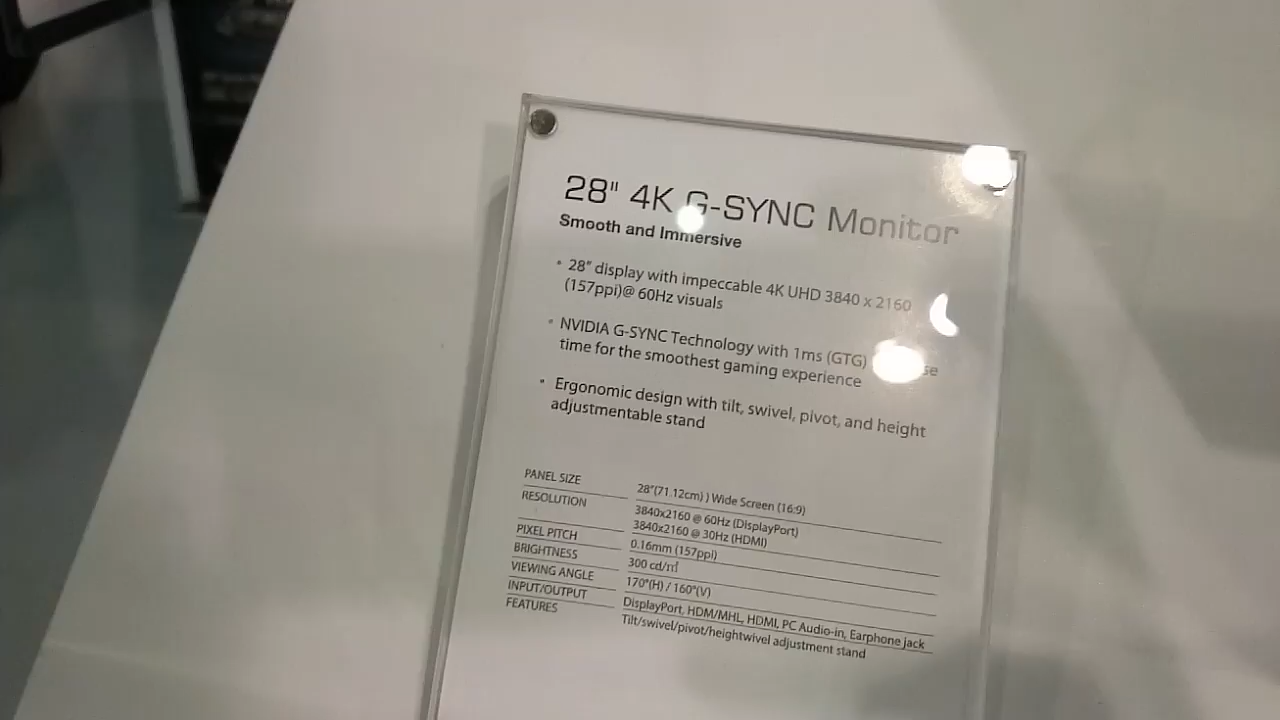 28" 4K G-SYNC Monitor
Smooth and Immersive
• 28" display with impeccable 4K UHD 3840 x 2160
(157ppi)@ 60Hz visuals
• NVIDIA G-SYNC Technology with 1ms (GTG)
time for the smoothest gaming experience
• Ergonomic design with tilt, swivel, pivot, and height
adjustmentable stand
PANEL SIZE 28"(71.12cm) ) Wide Screen (16:9)
RESOLUTION 3840x2160 @ 60Hz (DisplayPort)
3840x2160 @ 30Hz (HDMI)
PIXEL PITCH 0.16mm (157ppi)
BRIGHTNESS 300 cd/㎡
VIEWING ANGLE 170°(H) / 160°(V)
INPUT/OUTPUT DisplayPort, HDM/MHL, HDMI, PC Audio-in, Earphone jack
FEATURES Tilt/swivel/pivot/heightwivel adjustment stand